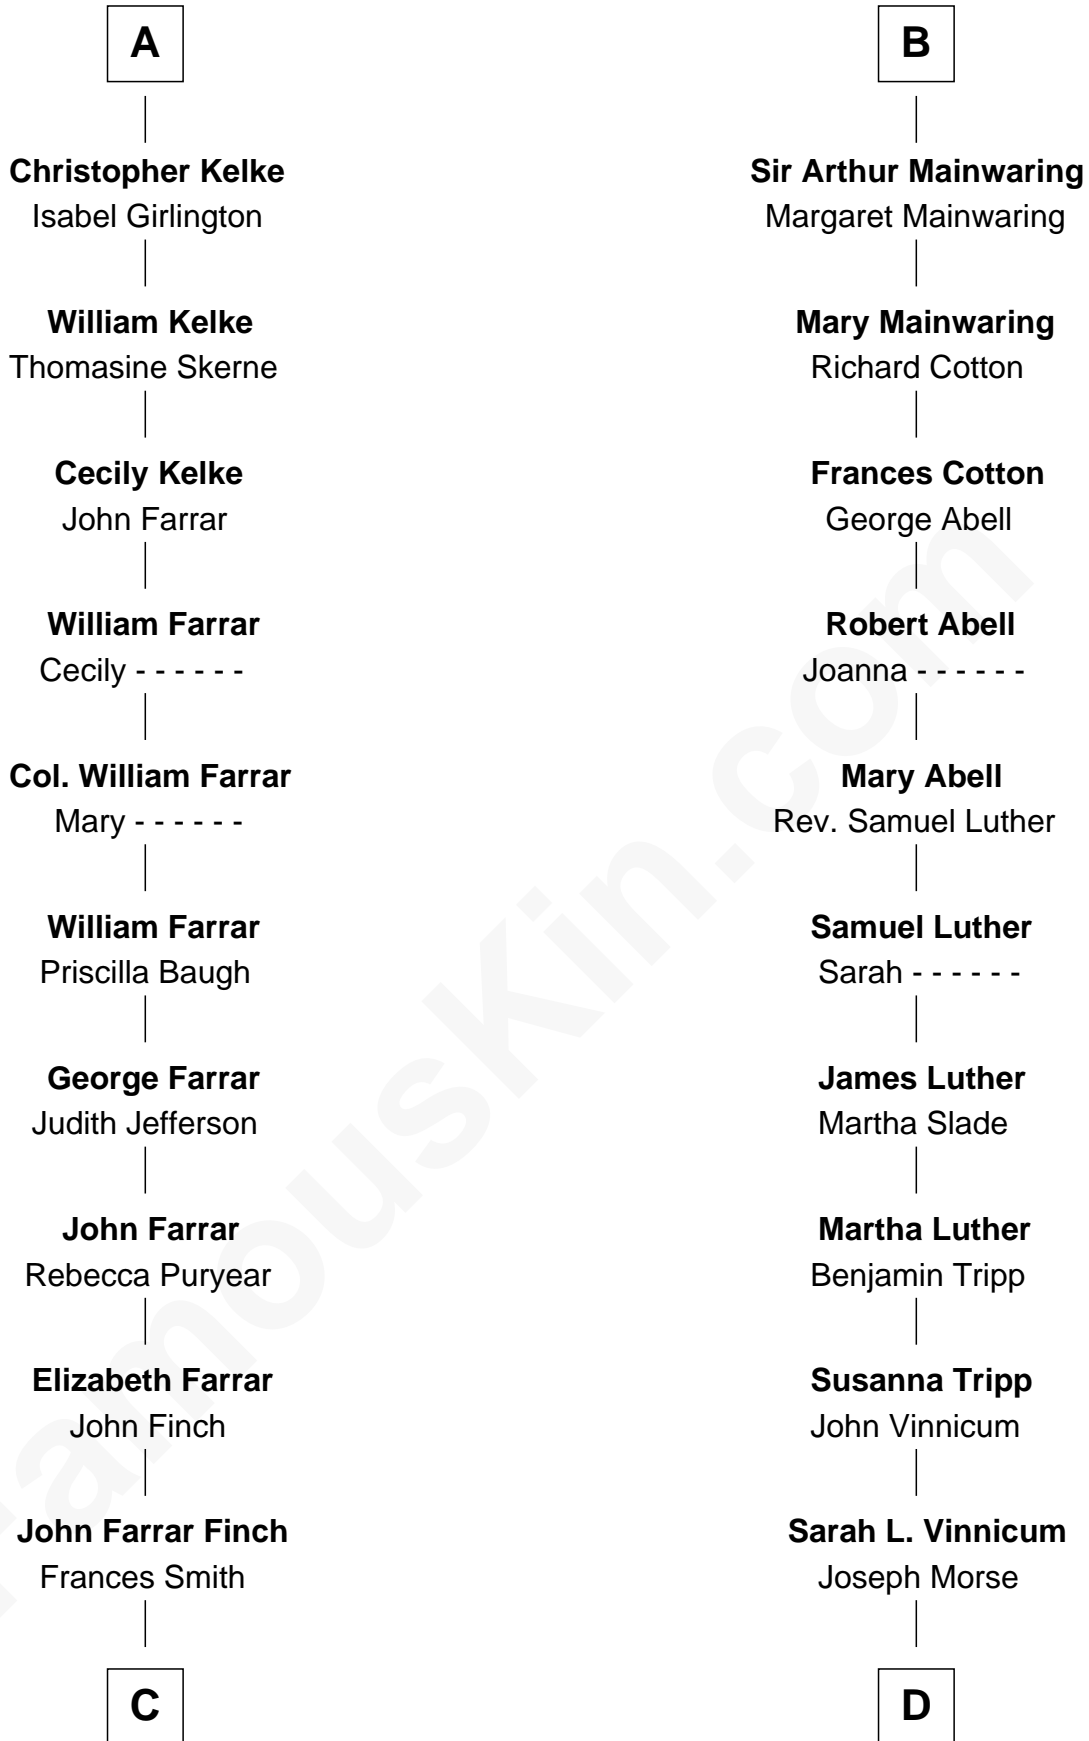 A
Christopher Kelke
Isabel Girlington
William Kelke
Thomasine Skerne
Cecily Kelke
John Farrar
William Farrar
Cecily - - - - - -
Col. William Farrar
Mary - - - - - -
William Farrar
Priscilla Baugh
George Farrar
Judith Jefferson
John Farrar
Rebecca Puryear
Elizabeth Farrar
John Finch
John Farrar Finch
Frances Smith
C
B
Sir Arthur Mainwaring
Margaret Mainwaring
Mary Mainwaring
Richard Cotton
Frances Cotton
George Abell
Robert Abell
Joanna - - - - - -
Mary Abell
Rev. Samuel Luther
Samuel Luther
Sarah - - - - - -
James Luther
Martha Slade
Martha Luther
Benjamin Tripp
Susanna Tripp
John Vinnicum
Sarah L. Vinnicum
Joseph Morse
D
FamousKin.com